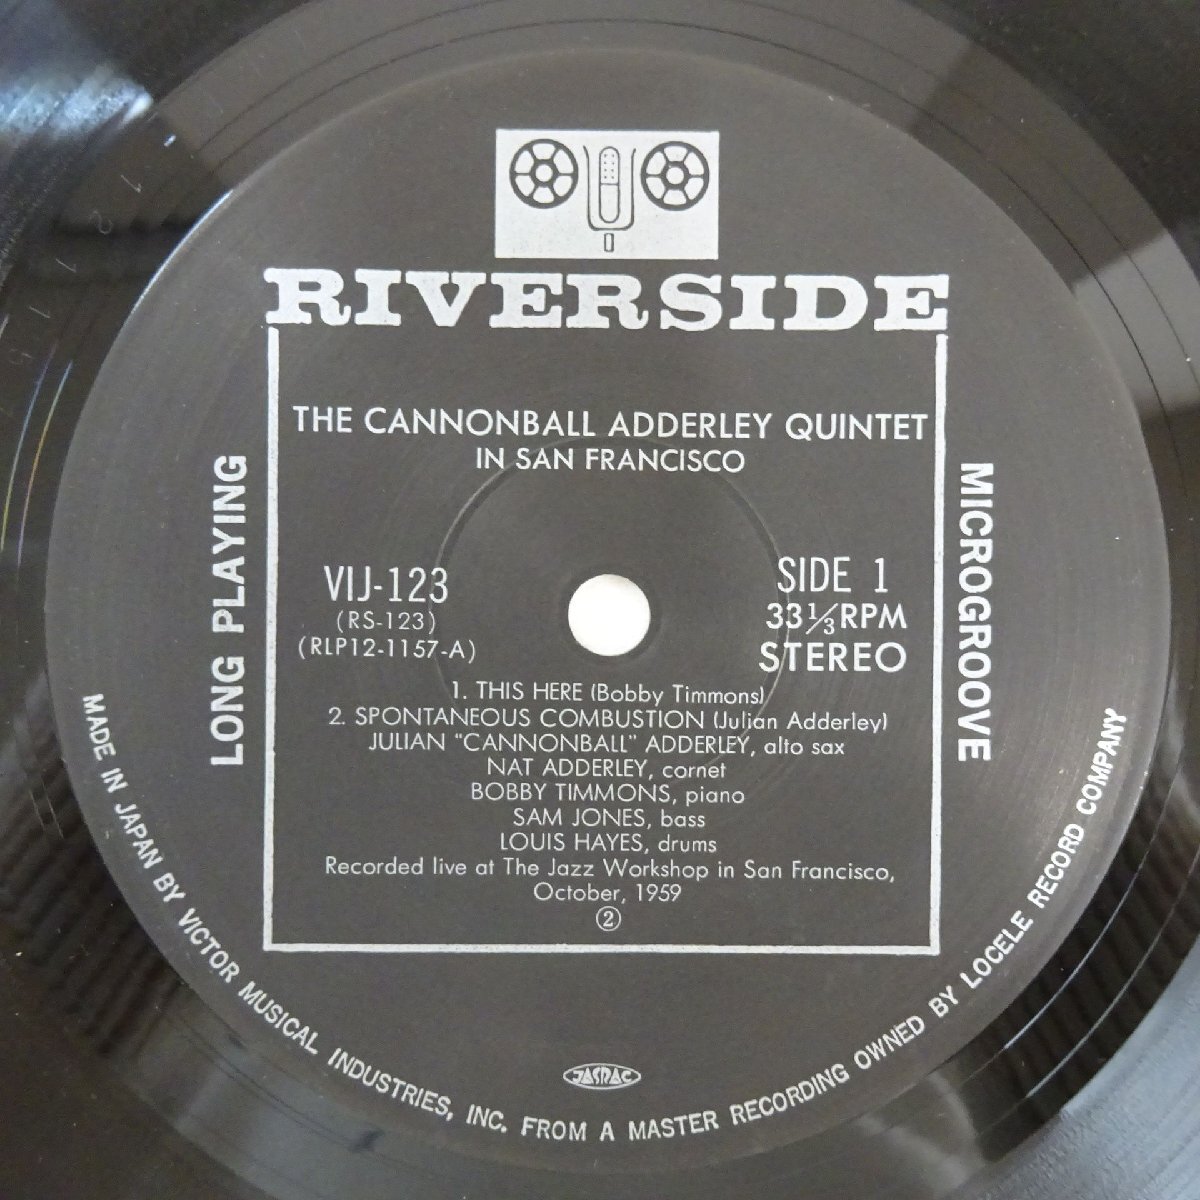 RIVERSIDE
THE CANNONBALL ADDERLEY QUINTET
IN SAN FRANCISCO
LONG PLAYING
MICROGROOVE
VIJ-123
(RS-123)
(RLP12-1157-A)
SIDE 1
33⅓RPM
STEREO
1. THIS HERE (Bobby Timmons)
2. SPONTANEOUS COMBUSTION (Julian Adderley)
JULIAN "CANNONBALL" ADDERLEY, alto sax
NAT ADDERLEY, cornet
BOBBY TIMMONS, piano
SAM JONES, bass
LOUIS HAYES, drums
Recorded live at The Jazz Workshop in San Francisco,
October, 1959
②
JASRAC
MADE IN JAPAN BY VICTOR MUSICAL INDUSTRIES, INC. FROM A MASTER RECORDING OWNED BY LOCELE RECORD COMPANY